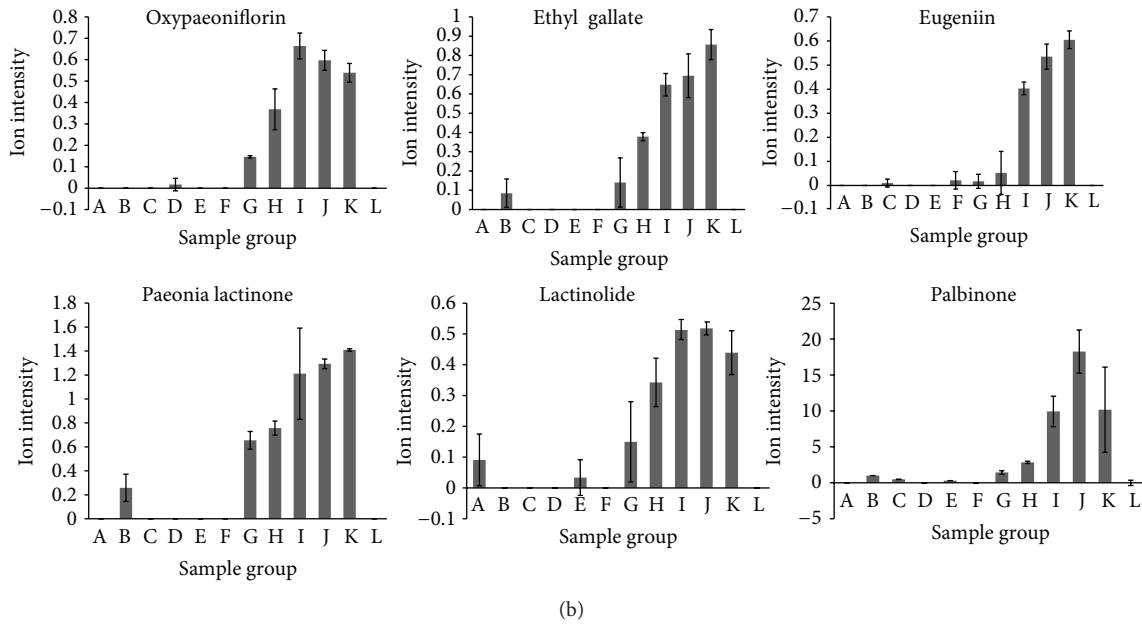 Oxypaeoniflorin
Ion intensity
0.8
0.7
0.6
0.5
0.4
0.3
0.2
0.1
0
−0.1
A B C D E F G H I J K L
Sample group
Ethyl gallate
Ion intensity
1
0.9
0.8
0.7
0.6
0.5
0.4
0.3
0.2
0.1
0
A B C D E F G H I J K L
Sample group
Eugeniin
Ion intensity
0.7
0.6
0.5
0.4
0.3
0.2
0.1
0
−0.1
A B C D E F G H I J K L
Sample group
Paeonia lactinone
Ion intensity
1.8
1.6
1.4
1.2
1
0.8
0.6
0.4
0.2
0
A B C D E F G H I J K L
Sample group
Lactinolide
Ion intensity
0.6
0.5
0.4
0.3
0.2
0.1
0
−0.1
A B C D E F G H I J K L
Sample group
Palbinone
Ion intensity
25
20
15
10
5
0
−5
A B C D E F G H I J K L
Sample group
(b)